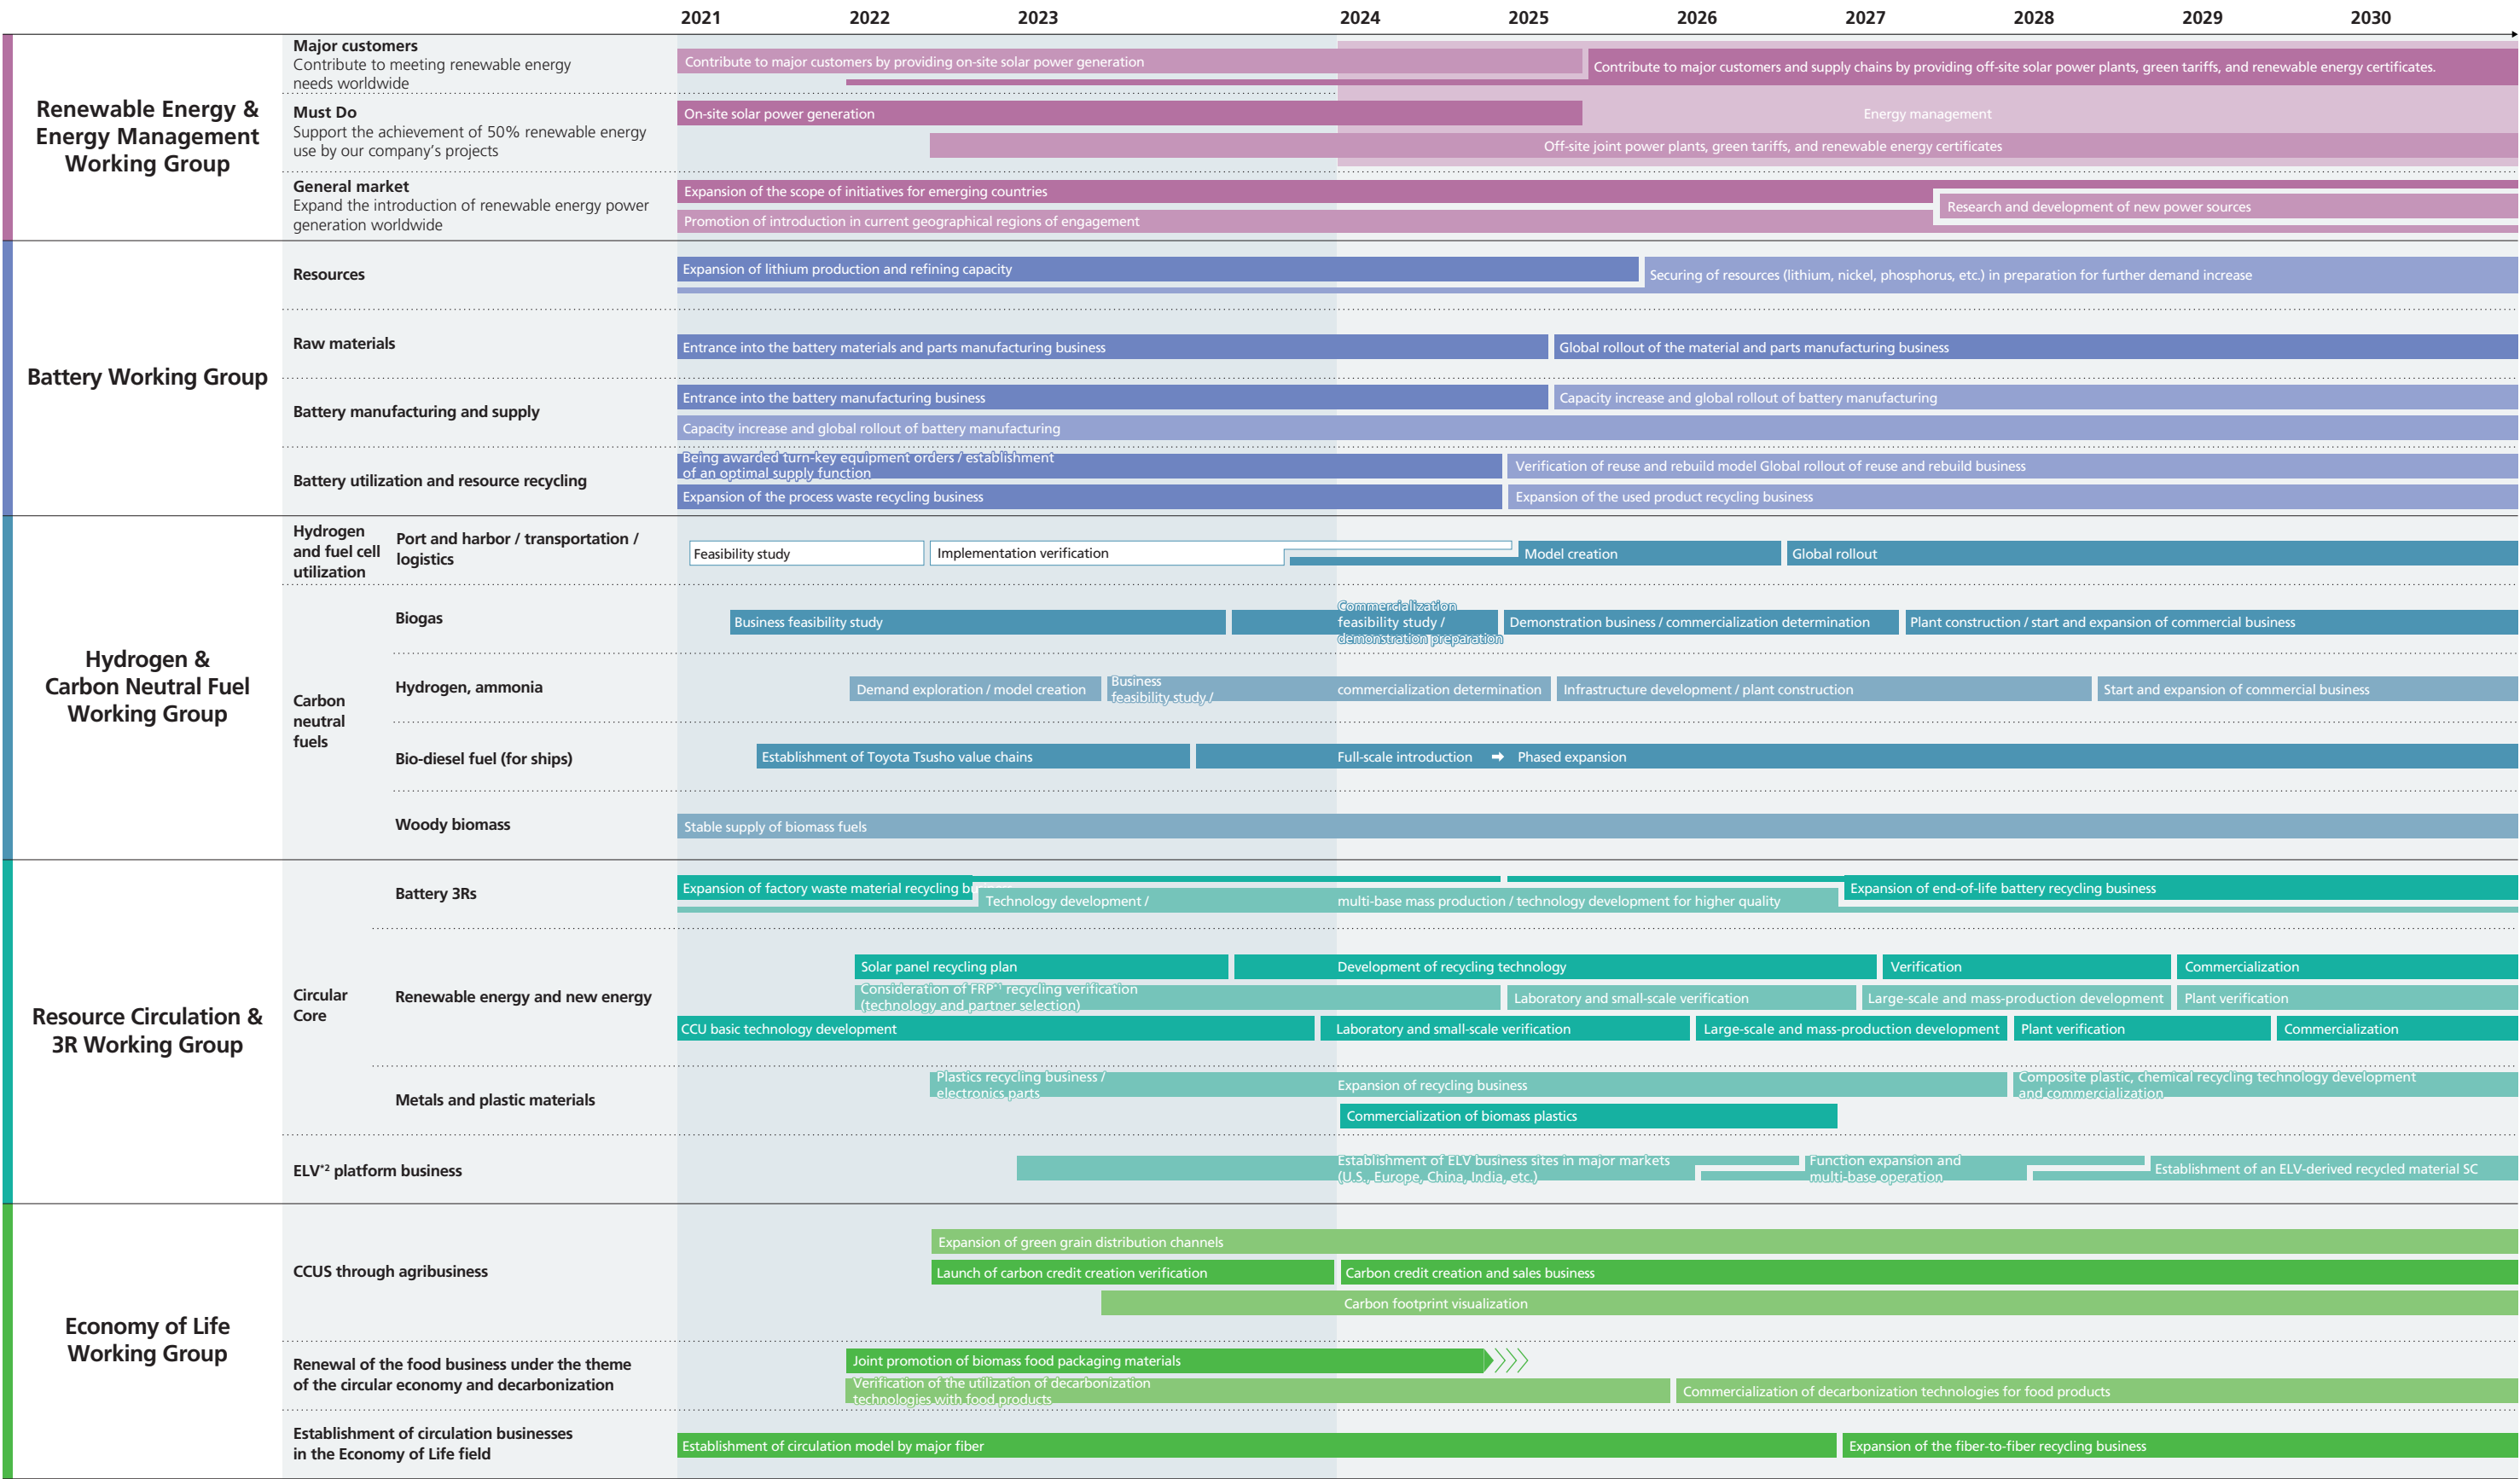 2021 2022 2023 2024 2025 2026 2027 2028 2029 2030
Renewable Energy &
Energy Management
Working Group
Major customers
Contribute to meeting renewable energy
needs worldwide
Contribute to major customers by providing on-site solar power generation
Contribute to major customers and supply chains by providing off-site solar power plants, green tariffs, and renewable energy certificates.
Must Do
Support the achievement of 50% renewable energy
use by our company's projects
On-site solar power generation
Energy management
Off-site joint power plants, green tariffs, and renewable energy certificates
General market
Expand the introduction of renewable energy power
generation worldwide
Expansion of the scope of initiatives for emerging countries
Research and development of new power sources
Promotion of introduction in current geographical regions of engagement
Battery Working Group
Resources
Expansion of lithium production and refining capacity
Securing of resources (lithium, nickel, phosphorus, etc.) in preparation for further demand increase
Raw materials
Entrance into the battery materials and parts manufacturing business
Global rollout of the material and parts manufacturing business
Battery manufacturing and supply
Entrance into the battery manufacturing business
Capacity increase and global rollout of battery manufacturing
Capacity increase and global rollout of battery manufacturing
Battery utilization and resource recycling
Being awarded turn-key equipment orders / establishment
of an optimal supply function
Verification of reuse and rebuild model Global rollout of reuse and rebuild business
Expansion of the process waste recycling business
Expansion of the used product recycling business
Hydrogen &
Carbon Neutral Fuel
Working Group
Hydrogen
and fuel cell
utilization
Port and harbor / transportation /
logistics
Feasibility study
Implementation verification
Model creation
Global rollout
Carbon
neutral
fuels
Biogas
Business feasibility study
Commercialization
feasibility study /
demonstration preparation
Demonstration business / commercialization determination
Plant construction / start and expansion of commercial business
Hydrogen, ammonia
Demand exploration / model creation
Business
feasibility study /
commercialization determination
Infrastructure development / plant construction
Start and expansion of commercial business
Bio-diesel fuel (for ships)
Establishment of Toyota Tsusho value chains
Full-scale introduction ➡ Phased expansion
Woody biomass
Stable supply of biomass fuels
Resource Circulation &
3R Working Group
Circular
Core
Battery 3Rs
Expansion of factory waste material recycling business
Technology development /
multi-base mass production / technology development for higher quality
Expansion of end-of-life battery recycling business
Renewable energy and new energy
Solar panel recycling plan
Development of recycling technology
Verification
Commercialization
Consideration of FRP*1 recycling verification
(technology and partner selection)
Laboratory and small-scale verification
Large-scale and mass-production development
Plant verification
CCU basic technology development
Laboratory and small-scale verification
Large-scale and mass-production development
Plant verification
Commercialization
Metals and plastic materials
Plastics recycling business /
electronics parts
Expansion of recycling business
Composite plastic, chemical recycling technology development
and commercialization
Commercialization of biomass plastics
ELV*2 platform business
Establishment of ELV business sites in major markets
(U.S., Europe, China, India, etc.)
Function expansion and
multi-base operation
Establishment of an ELV-derived recycled material SC
Economy of Life
Working Group
CCUS through agribusiness
Expansion of green grain distribution channels
Launch of carbon credit creation verification
Carbon credit creation and sales business
Carbon footprint visualization
Renewal of the food business under the theme
of the circular economy and decarbonization
Joint promotion of biomass food packaging materials
Verification of the utilization of decarbonization
technologies with food products
Commercialization of decarbonization technologies for food products
Establishment of circulation businesses
in the Economy of Life field
Establishment of circulation model by major fiber
Expansion of the fiber-to-fiber recycling business